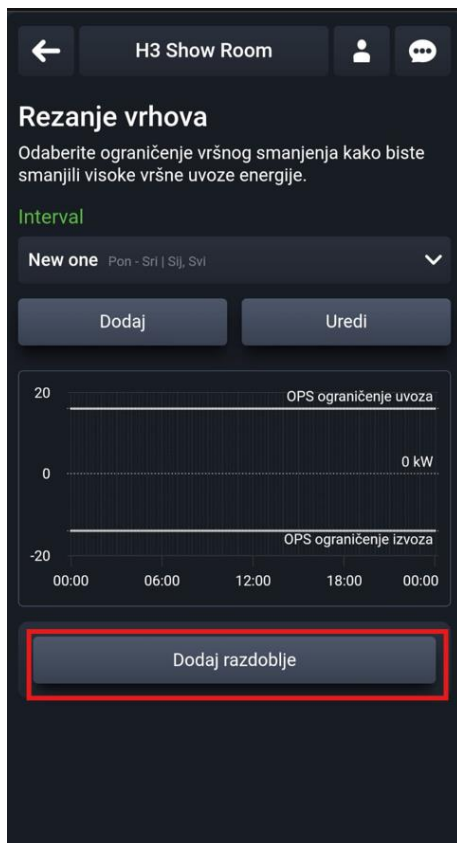 H3 Show Room
Rezanje vrhova
Odaberite ograničenje vršnog smanjenja kako biste
smanjili visoke vršne uvoze energije.
Interval
New one Pon - Sri | Sij, Svi
Dodaj Uredi
20 OPS ograničenje uvoza
0 0 kW
OPS ograničenje izvoza
-20
00:00 06:00 12:00 18:00 00:00
Dodaj razdoblje